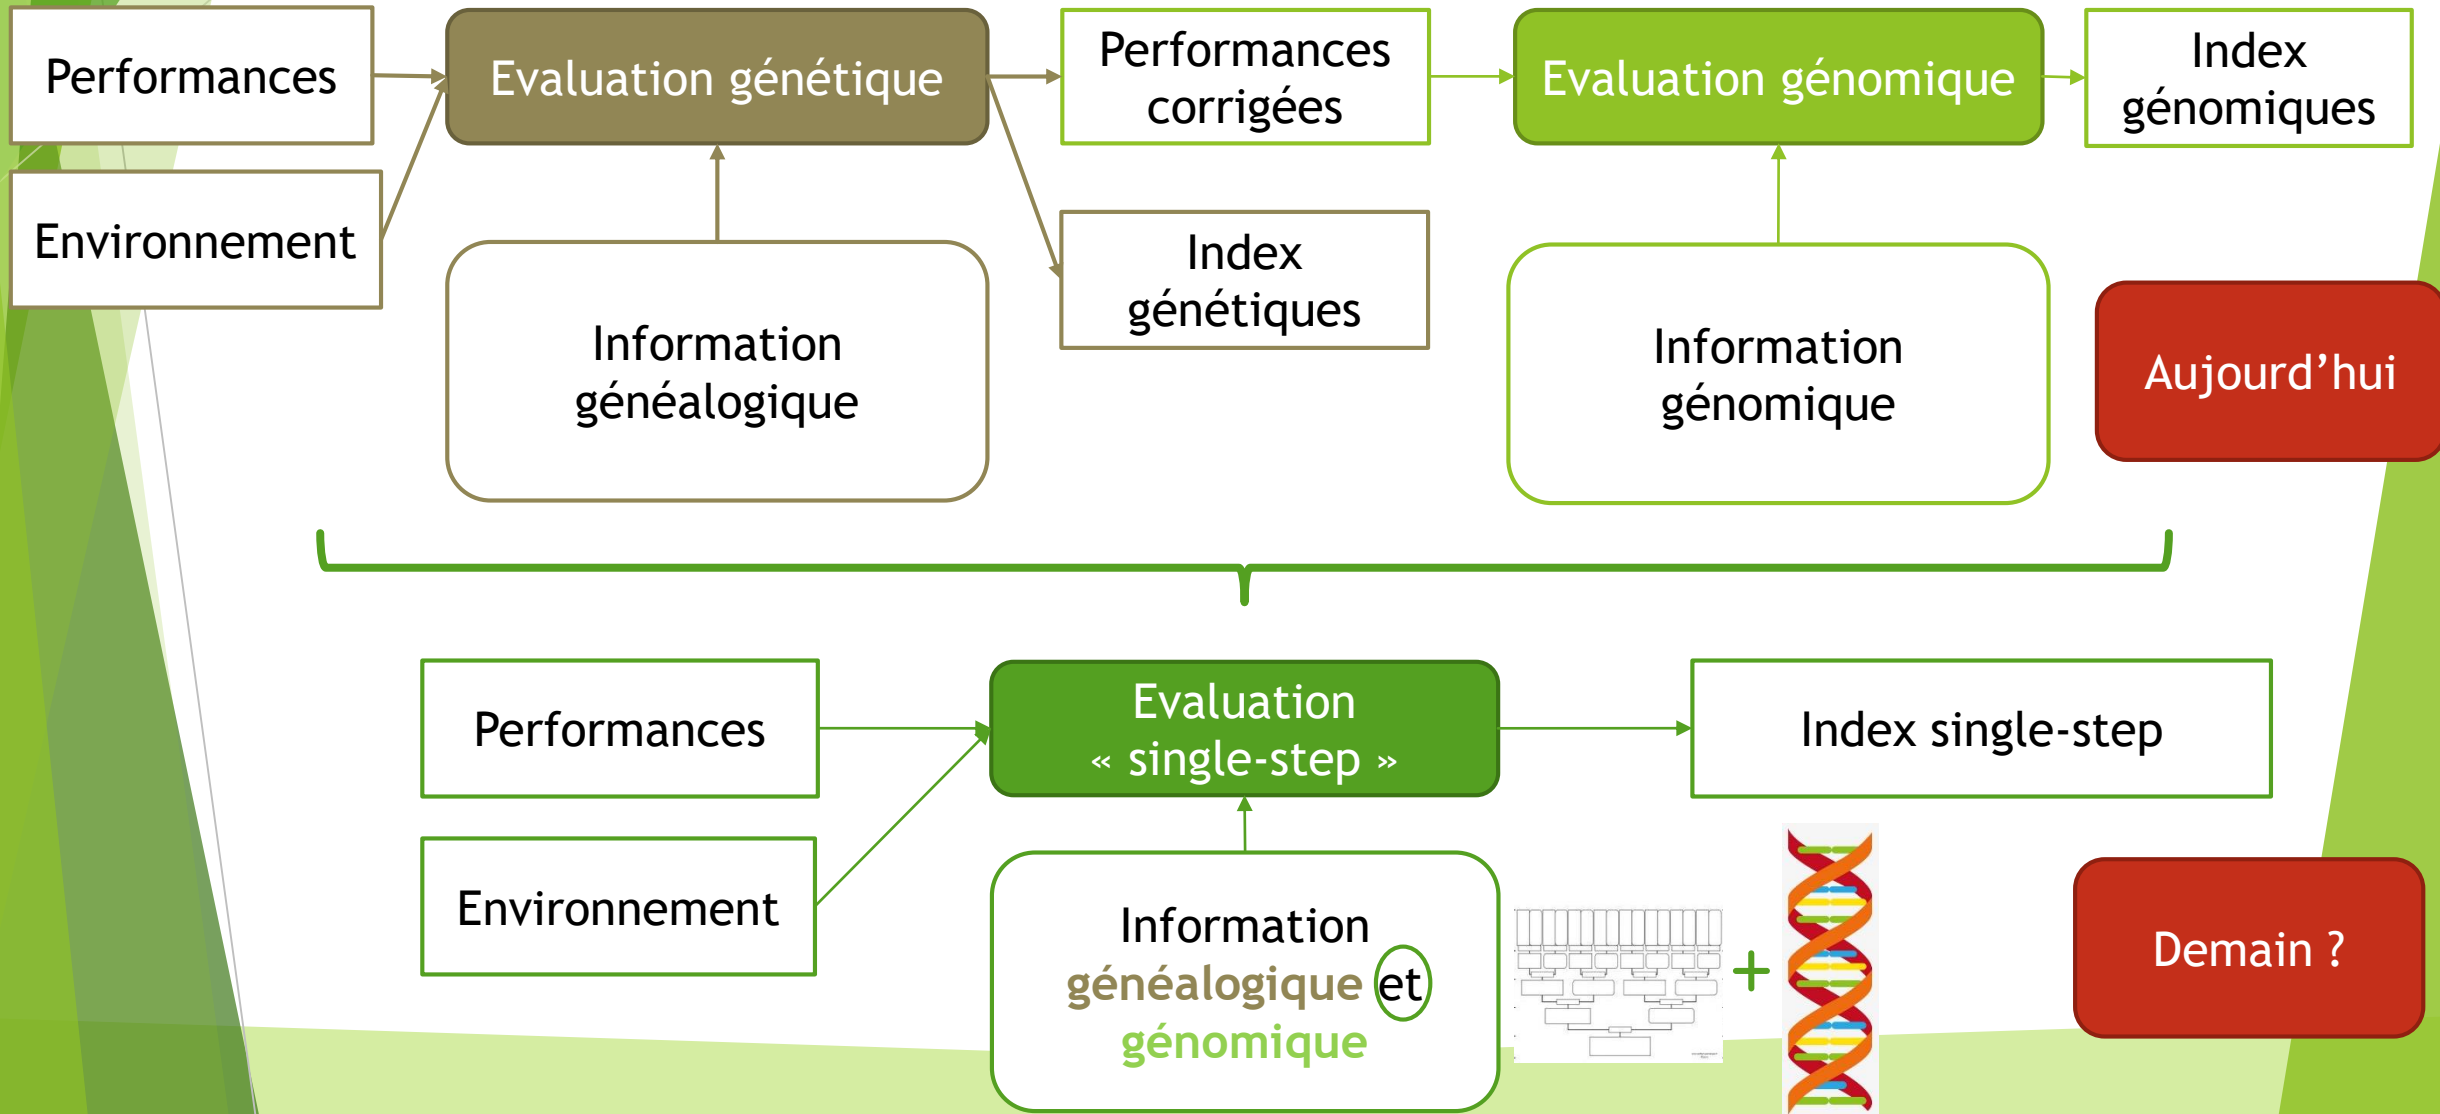 Performances
Evaluation génétique
Performances
corrigées
Evaluation génomique
Index
génomiques
Environnement
Information
généalogique
Index
génétiques
Information
génomique
Aujourd’hui
Performances
Evaluation
« single-step »
Index single-step
Environnement
Information
généalogique et
génomique
+
Demain ?